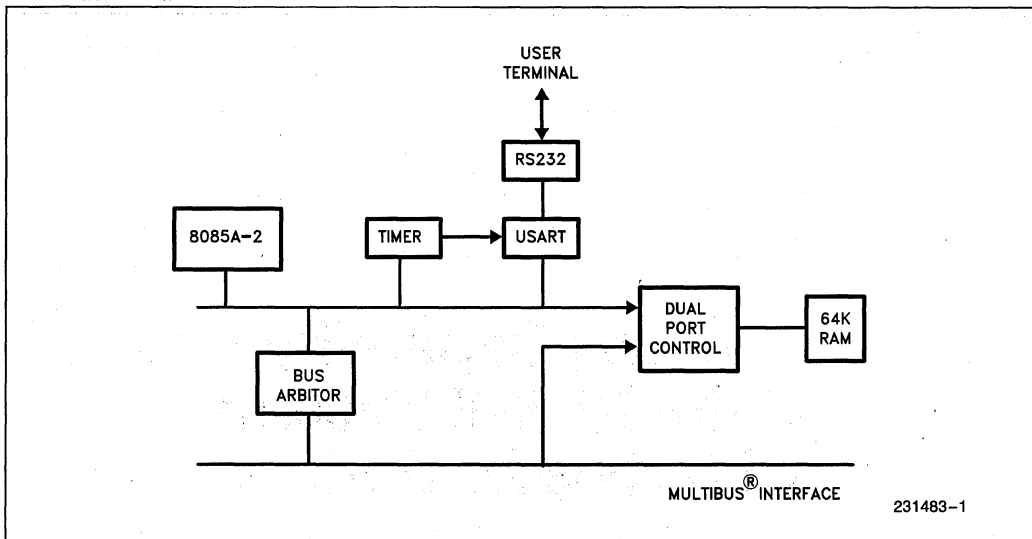 USER
TERMINAL
RS232
8085A-2
TIMER
USART
DUAL
PORT
CONTROL
64K
RAM
BUS
ARBITOR
MULTIBUS® INTERFACE
231483-1